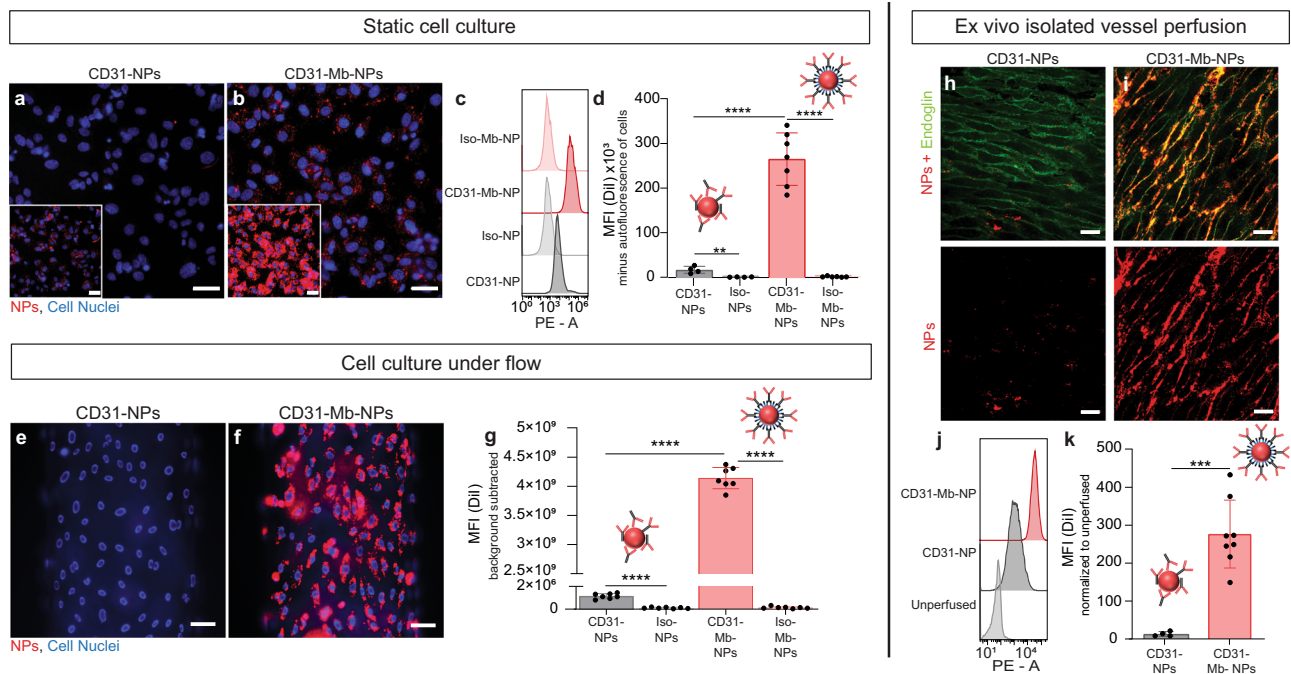 Static cell culture
CD31-NPs
CD31-Mb-NPs
a
b
NPs, Cell Nuclei
c
Iso-Mb-NP
CD31-Mb-NP
Iso-NP
CD31-NP
10⁰ 10³ 10⁶
PE - A
d
MFI (DiI) x10³
minus autofluorescence of cells
400
300
200
100
0
****
****
**
CD31-
NPs
Iso-
NPs
CD31-
Mb-
NPs
Iso-
Mb-
NPs
Cell culture under flow
CD31-NPs
CD31-Mb-NPs
e
f
NPs, Cell Nuclei
g
MFI (DiI)
background subtracted
5×10⁹
4.5×10⁹
4×10⁹
3.5×10⁹
3×10⁹
2.5×10⁹
2×10⁶
0
****
****
****
CD31-
NPs
Iso-
NPs
CD31-
Mb-
NPs
Iso-
Mb-
NPs
Ex vivo isolated vessel perfusion
CD31-NPs
CD31-Mb-NPs
h
i
NPs + Endoglin
NPs
j
CD31-Mb-NP
CD31-NP
Unperfused
10¹ 10⁴
PE - A
k
MFI (DiI)
normalized to unperfused
500
400
300
200
100
0
***
CD31-
NPs
CD31-
Mb- NPs